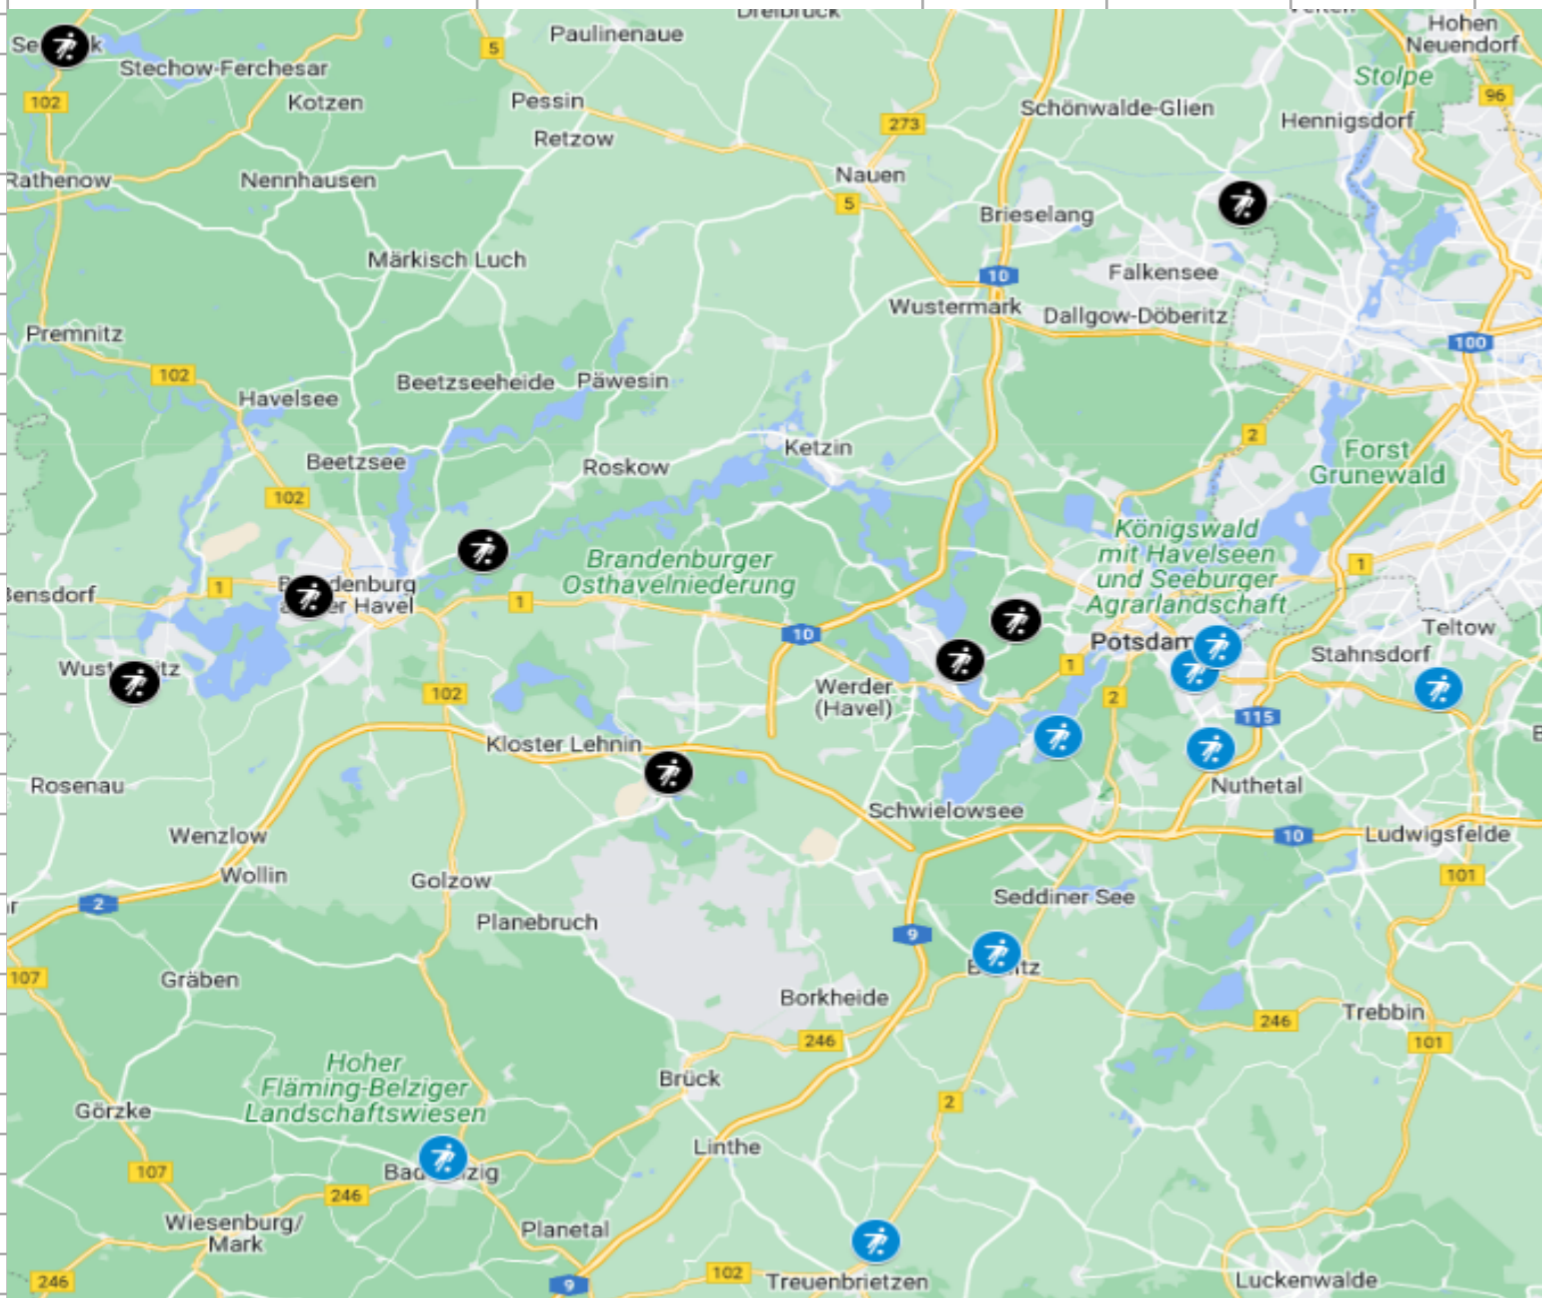 Dreibrück
Velten
Hohen
Neuendorf
Paulinenaue
5
Stechow-Ferchesar
Stolpe
102
Kotzen
Pessin
273
Schönwalde-Glien
96
Retzow
Hennigsdorf
Rathenow
Nennhausen
Nauen
5
Brieselang
Märkisch Luch
Falkensee
10
Wustermark
Dallgow-Döberitz
Premnitz
100
102
Beetzseeheide
Päwesin
Havelsee
2
Ketzin
Forst
Grunewald
Beetzsee
Roskow
102
Königswald
mit Havelseen
und Seeburger
Agrarlandschaft
Brandenburger
Osthavelniederung
1
Bensdorf
1
1
denburg
er Havel
10
Teltow
Potsdam
Stahnsdorf
1
Werder
(Havel)
102
2
115
Kloster Lehnin
Rosenau
Nuthetal
Schwielowsee
Wenzlow
10
Ludwigsfelde
Wollin
Golzow
101
2
Seddiner See
Planebruch
9
107
Gräben
Borkheide
Trebbin
246
246
101
Hoher
Fläming-Belziger
Landschaftswiesen
Brück
Görzke
2
Linthe
107
246
Wiesenburg/
Mark
Planetal
246
9
102
Treuenbrietzen
Luckenwalde